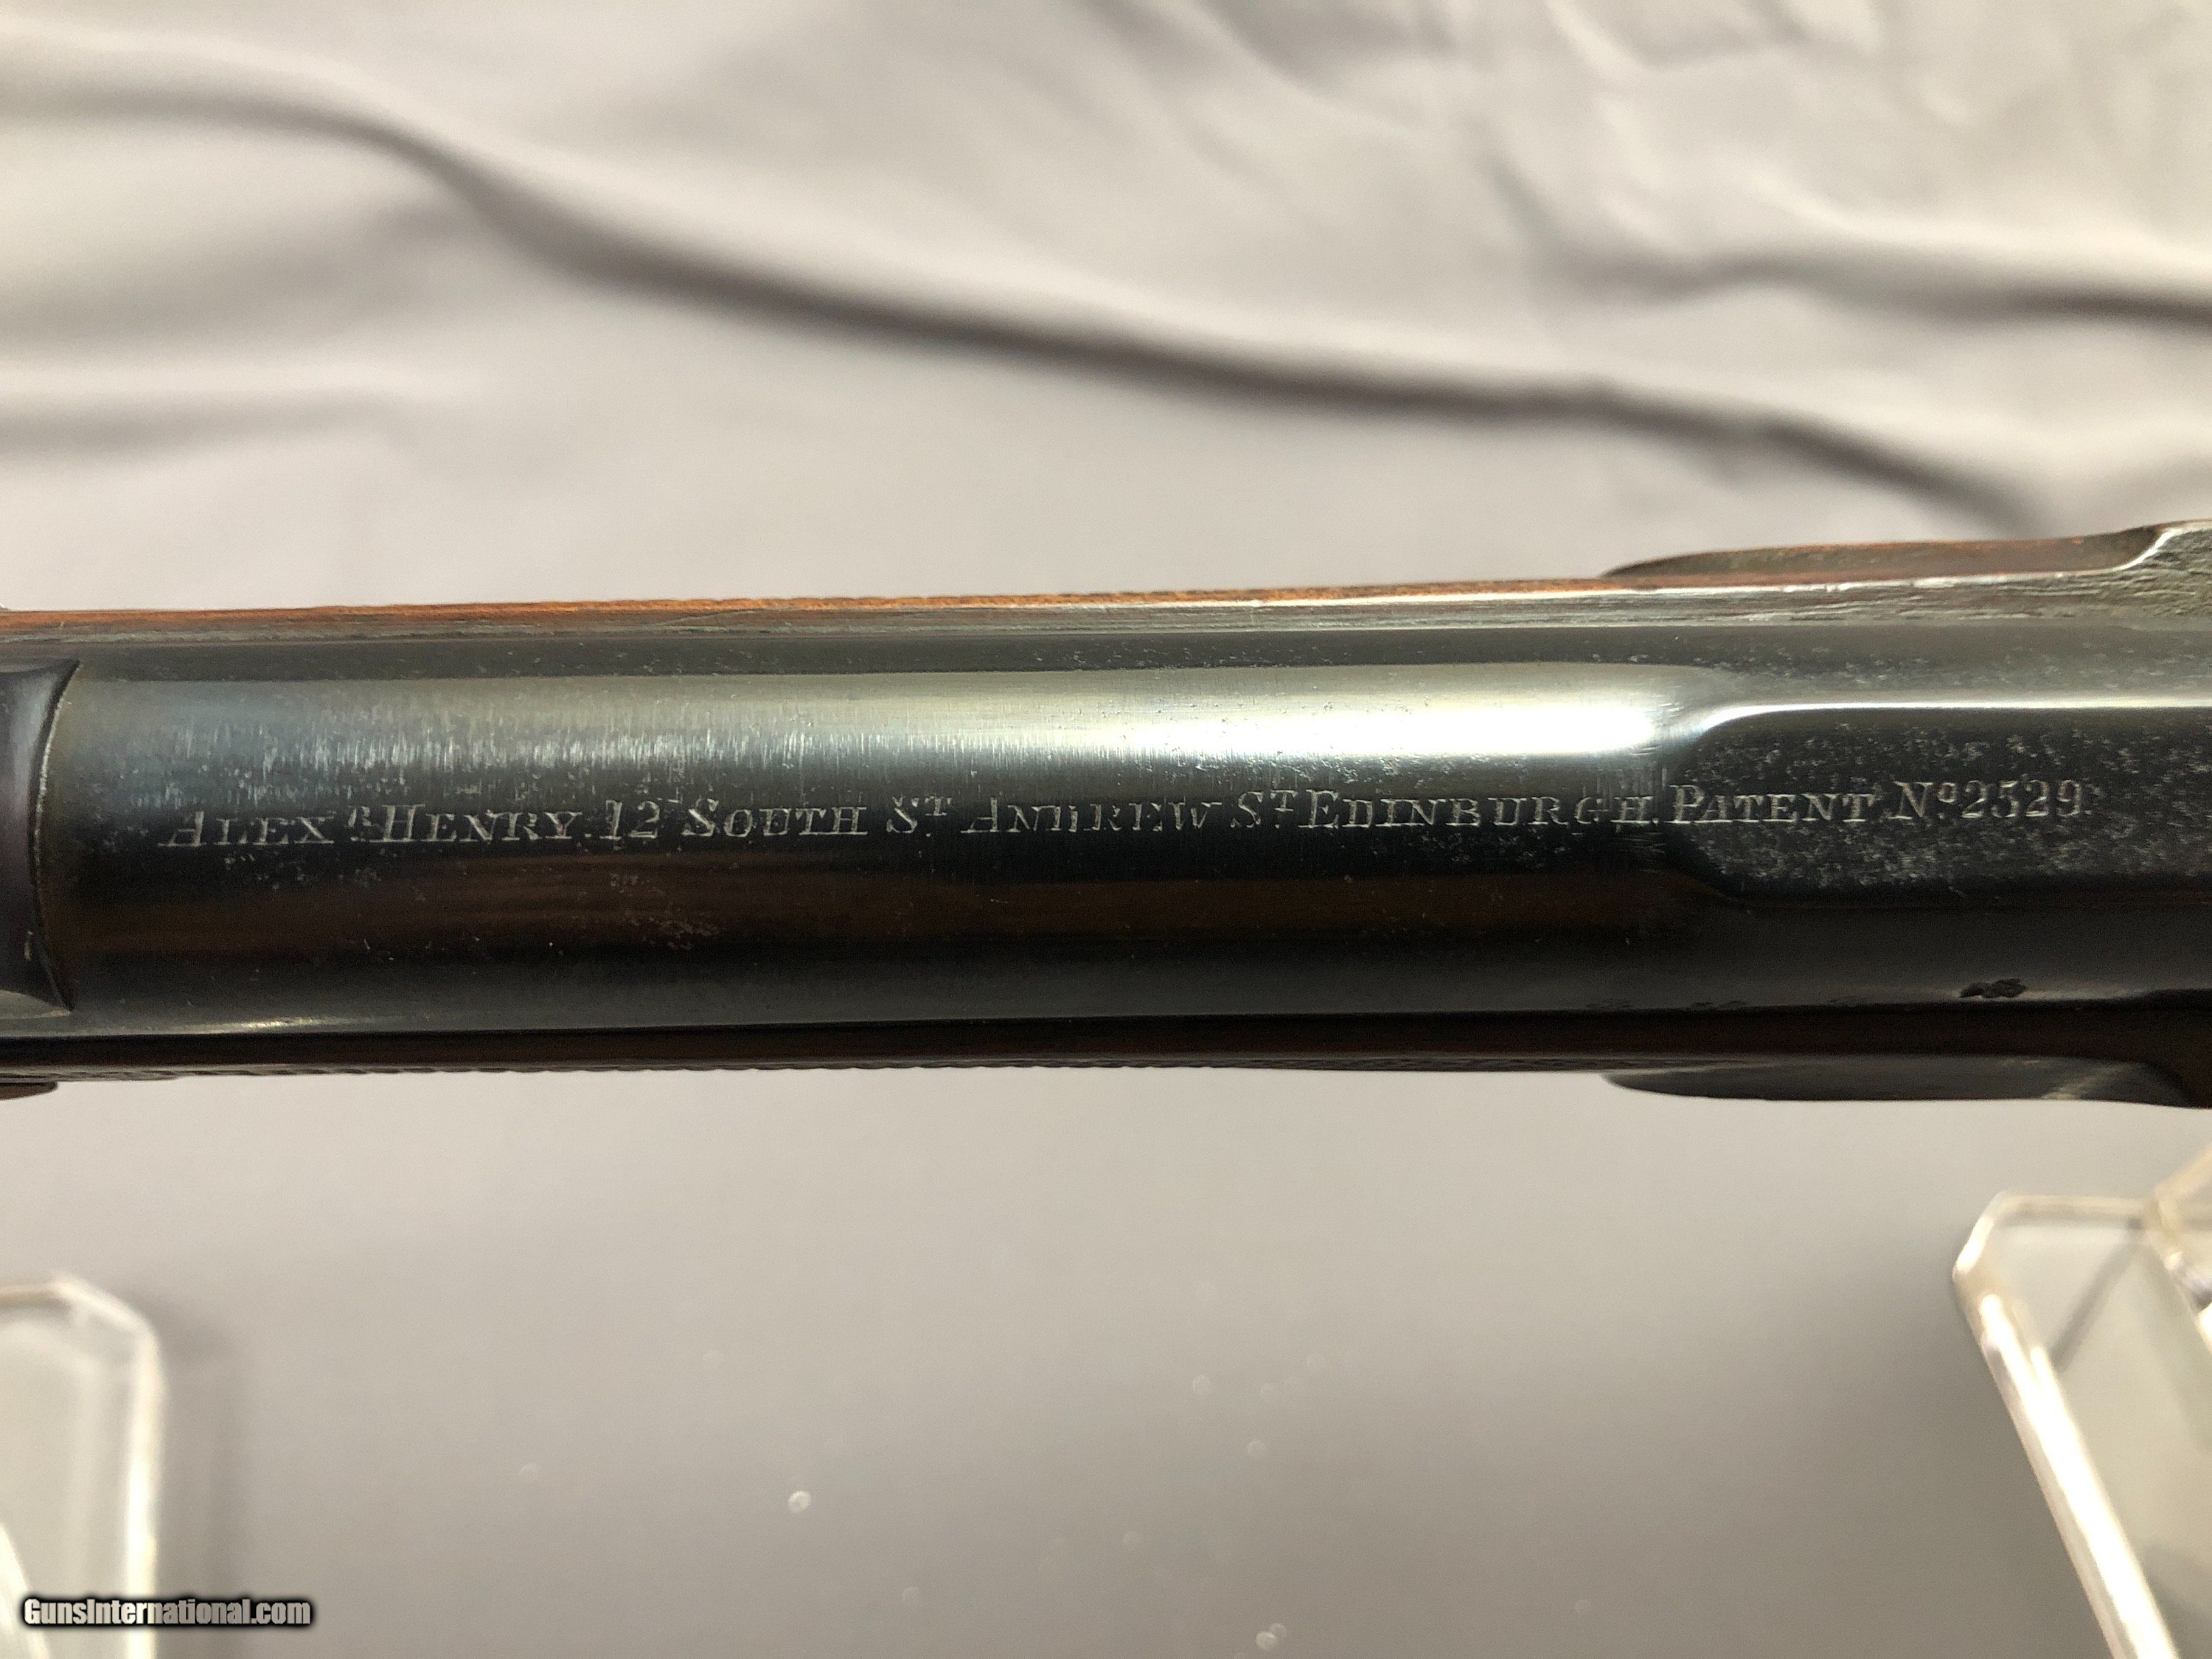 ALEXR HENRY. 12 SOUTH ST. ANDREW ST. EDINBURGH. PATENT No. 2529.
GunsInternational.com